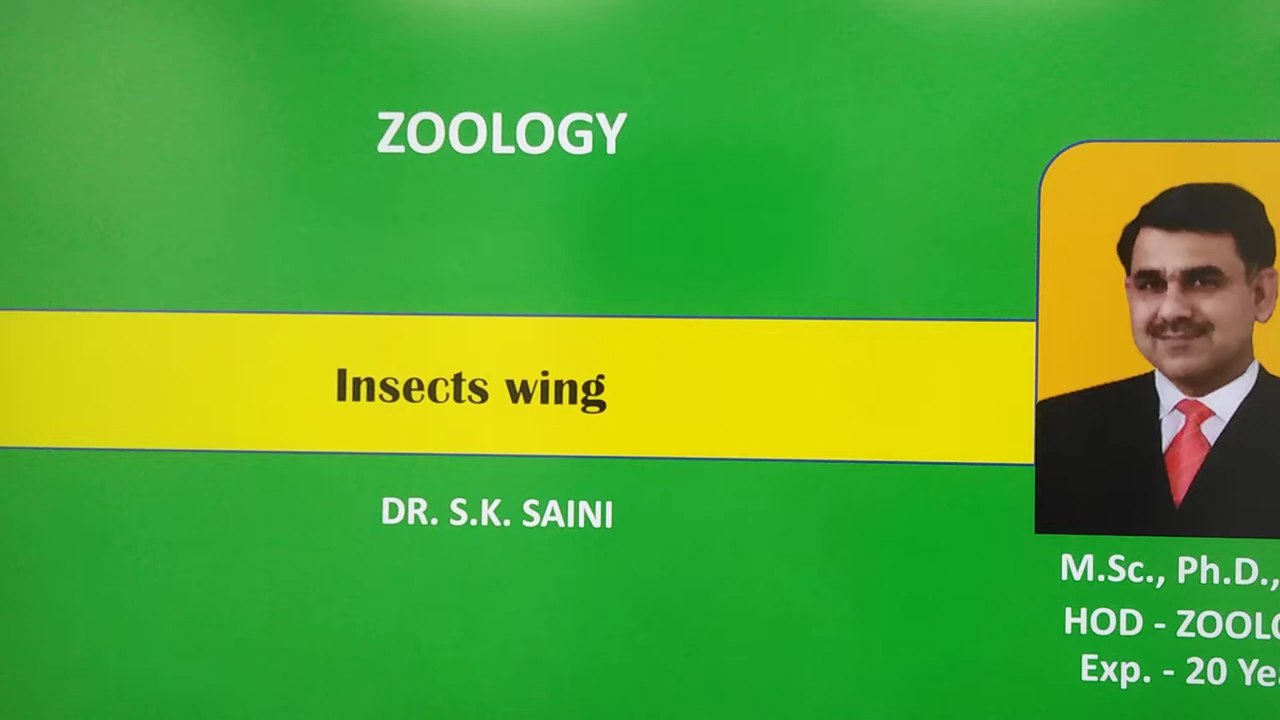 ZOOLOGY
Insects wing
DR. S.K. SAINI
M.Sc., Ph.D.,
HOD -
Exp. - 20